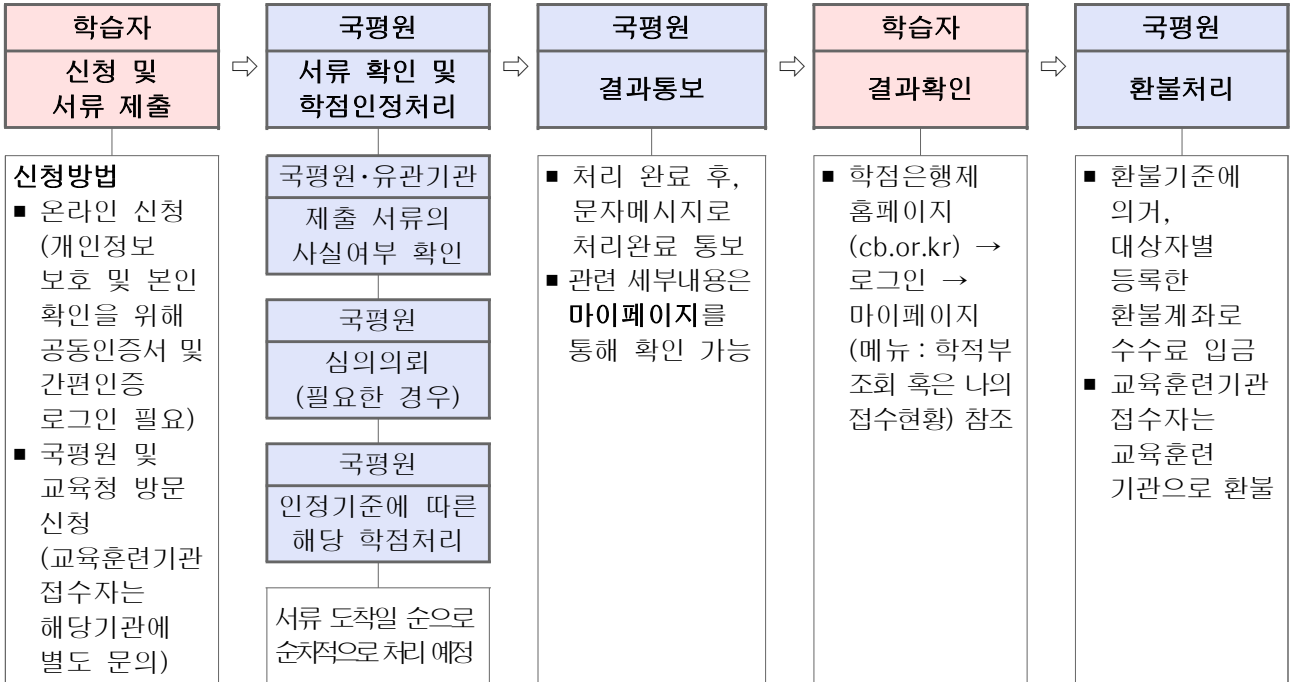 학습자
신청 및
서류 제출
⇨
국평원
서류 확인 및
학점인정처리
⇨
국평원
결과통보
⇨
학습자
결과확인
⇨
국평원
환불처리
신청방법
■ 온라인 신청
(개인정보
보호 및 본인
확인을 위해
공동인증서 및
간편인증
로그인 필요)
■ 국평원 및
교육청 방문
신청
(교육훈련기관
접수자는
해당기관에
별도 문의)
국평원·유관기관
제출 서류의
사실여부 확인
국평원
심의의뢰
(필요한 경우)
국평원
인정기준에 따른
해당 학점처리
서류 도착일 순으로
순차적으로 처리 예정
■ 처리 완료 후,
문자메시지로
처리완료 통보
■ 관련 세부내용은
마이페이지를
통해 확인 가능
■ 학점은행제
홈페이지
(cb.or.kr) →
로그인 →
마이페이지
(메뉴 : 학적부
조회 혹은 나의
접수현황) 참조
■ 환불기준에
의거,
대상자별
등록한
환불계좌로
수수료 입금
■ 교육훈련기관
접수자는
교육훈련
기관으로 환불